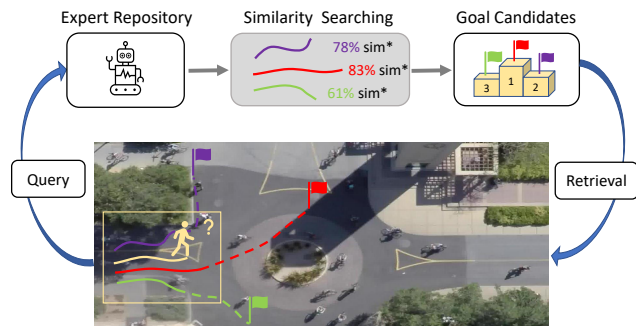 Expert Repository
Similarity Searching
Goal Candidates
78% sim*
83% sim*
61% sim*
3
1
2
Query
Retrieval
?